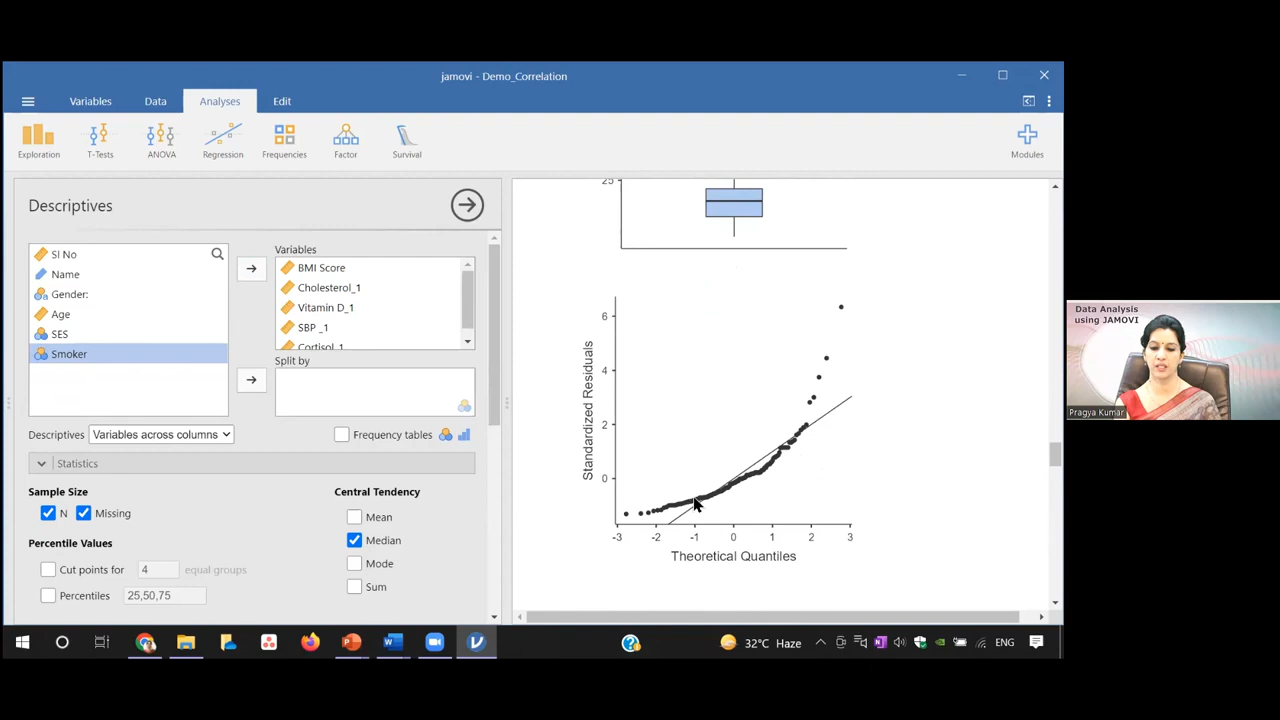 jamovi - Demo_Correlation
Variables
Data
Analyses
Edit
Exploration
T-Tests
ANOVA
Regression
Frequencies
Factor
Survival
Modules
Descriptives
SI No
Name
Gender:
Age
SES
Smoker
Variables
BMI Score
Cholesterol_1
Vitamin D_1
SBP _1
Cortisol_1
Split by
Descriptives
Variables across columns
Frequency tables
Statistics
Sample Size
N
Missing
Percentile Values
Cut points for
4
equal groups
Percentiles
25,50,75
Central Tendency
Mean
Median
Mode
Sum
25
Standardized Residuals
6
4
2
0
-3 -2 -1 0 1 2 3
Theoretical Quantiles
Data Analysis
using JAMOVI
Pragya Kumar
32°C Haze
ENG